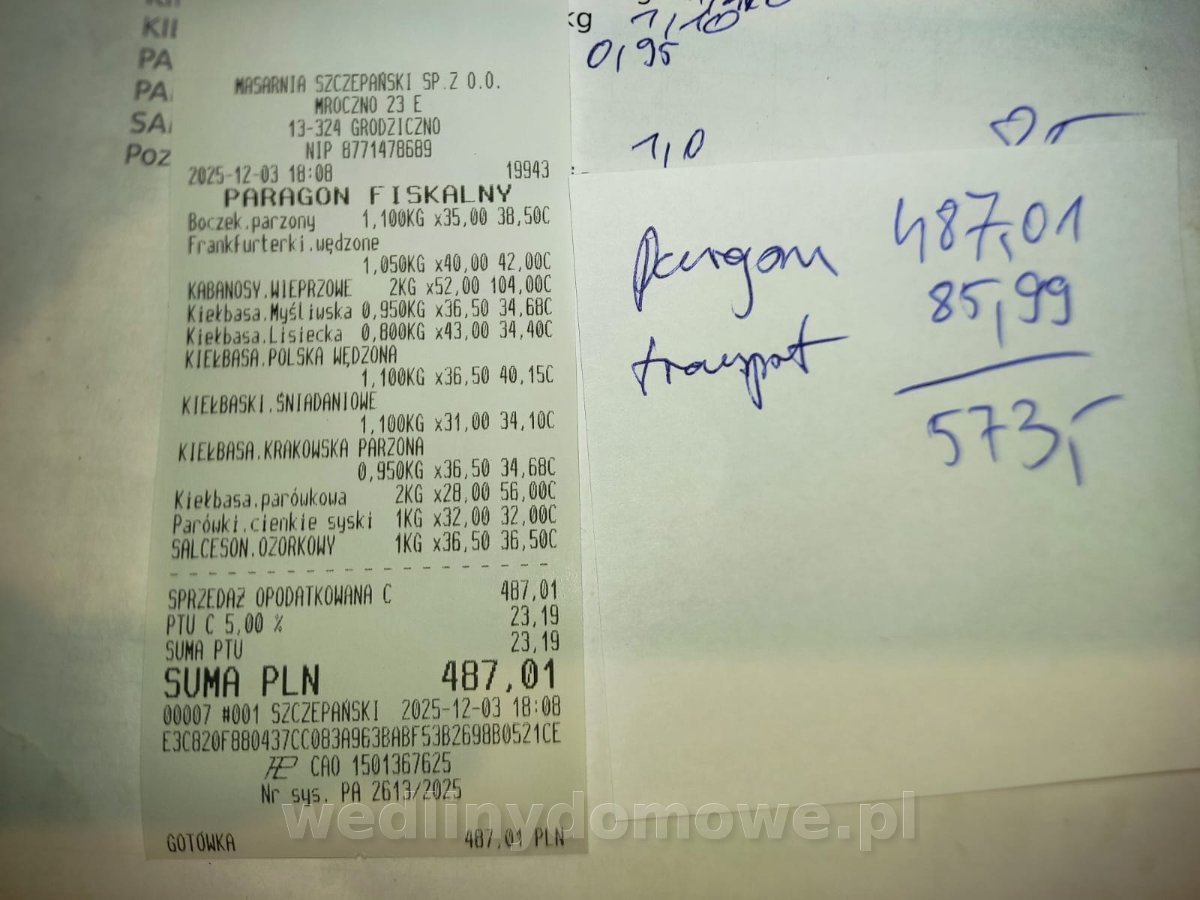 KII
PA
PA
SA
Poz
kg 1,10
0,95
1,0
MASARNIA SZCZEPAŃSKI SP.Z O.O.
MROCZNO 23 E
13-324 GRODZICZNO
NIP 8771478689
2025-12-03 18:08 19943
PARAGON FISKALNY
Boczek.parzony 1,100KG x35,00 38,50C
Frankfurterki.wędzone
1,050KG x40,00 42,00C
KABANOSY.WIEPRZOWE 2KG x52,00 104,00C
Kiełbasa.Myśliwska 0,950KG x36,50 34,68C
Kiełbasa.Lisiecka 0,800KG x43,00 34,40C
KIEŁBASA.POLSKA WĘDZONA
1,100KG x36,50 40,15C
KIEŁBASKI.ŚNIADANIOWE
1,100KG x31,00 34,10C
KIEŁBASA.KRAKOWSKA PARZONA
0,950KG x36,50 34,68C
Kiełbasa.parówkowa 2KG x28,00 56,00C
Parówki.cienkie syski 1KG x32,00 32,00C
SALCESON.OZORKOWY 1KG x36,50 36,50C
SPRZEDAŻ OPODATKOWANA C 487,01
PTU C 5,00 % 23,19
SUMA PTU 23,19
SUMA PLN 487,01
00007 #001 SZCZEPAŃSKI 2025-12-03 18:08
E3C820F880437CC083A963BABF53B2698B0521CE
CAO 1501367625
Nr sys. PA 2613/2025
GOTÓWKA 487,01 PLN
paragon 487,01
transport 85,99
573,-
wedlinydomowe.pl